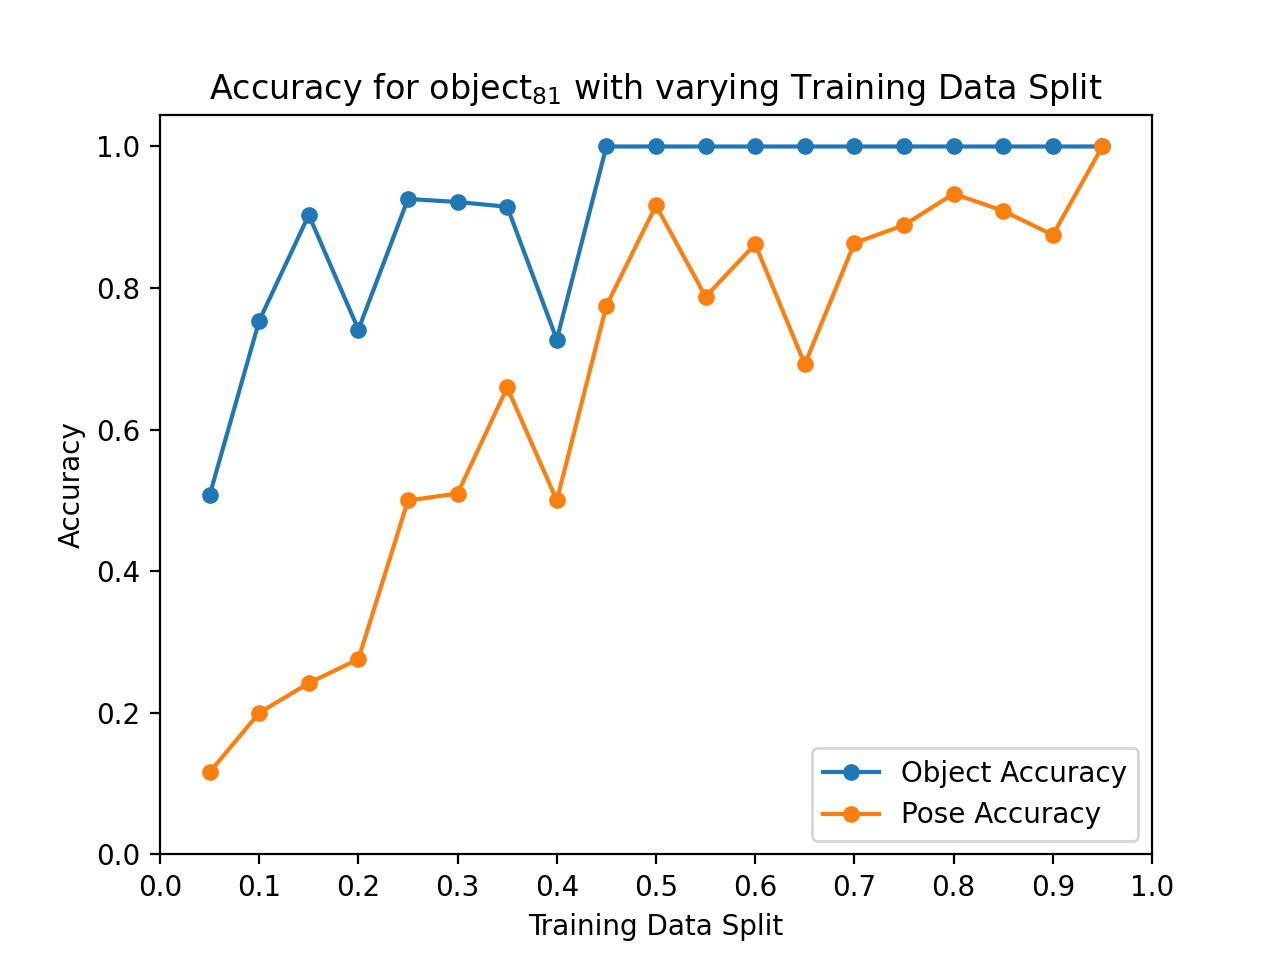 Accuracy for object₈₁ with varying Training Data Split
1.0
0.8
0.6
0.4
0.2
0.0
Accuracy
Object Accuracy
Pose Accuracy
0.0 0.1 0.2 0.3 0.4 0.5 0.6 0.7 0.8 0.9 1.0
Training Data Split